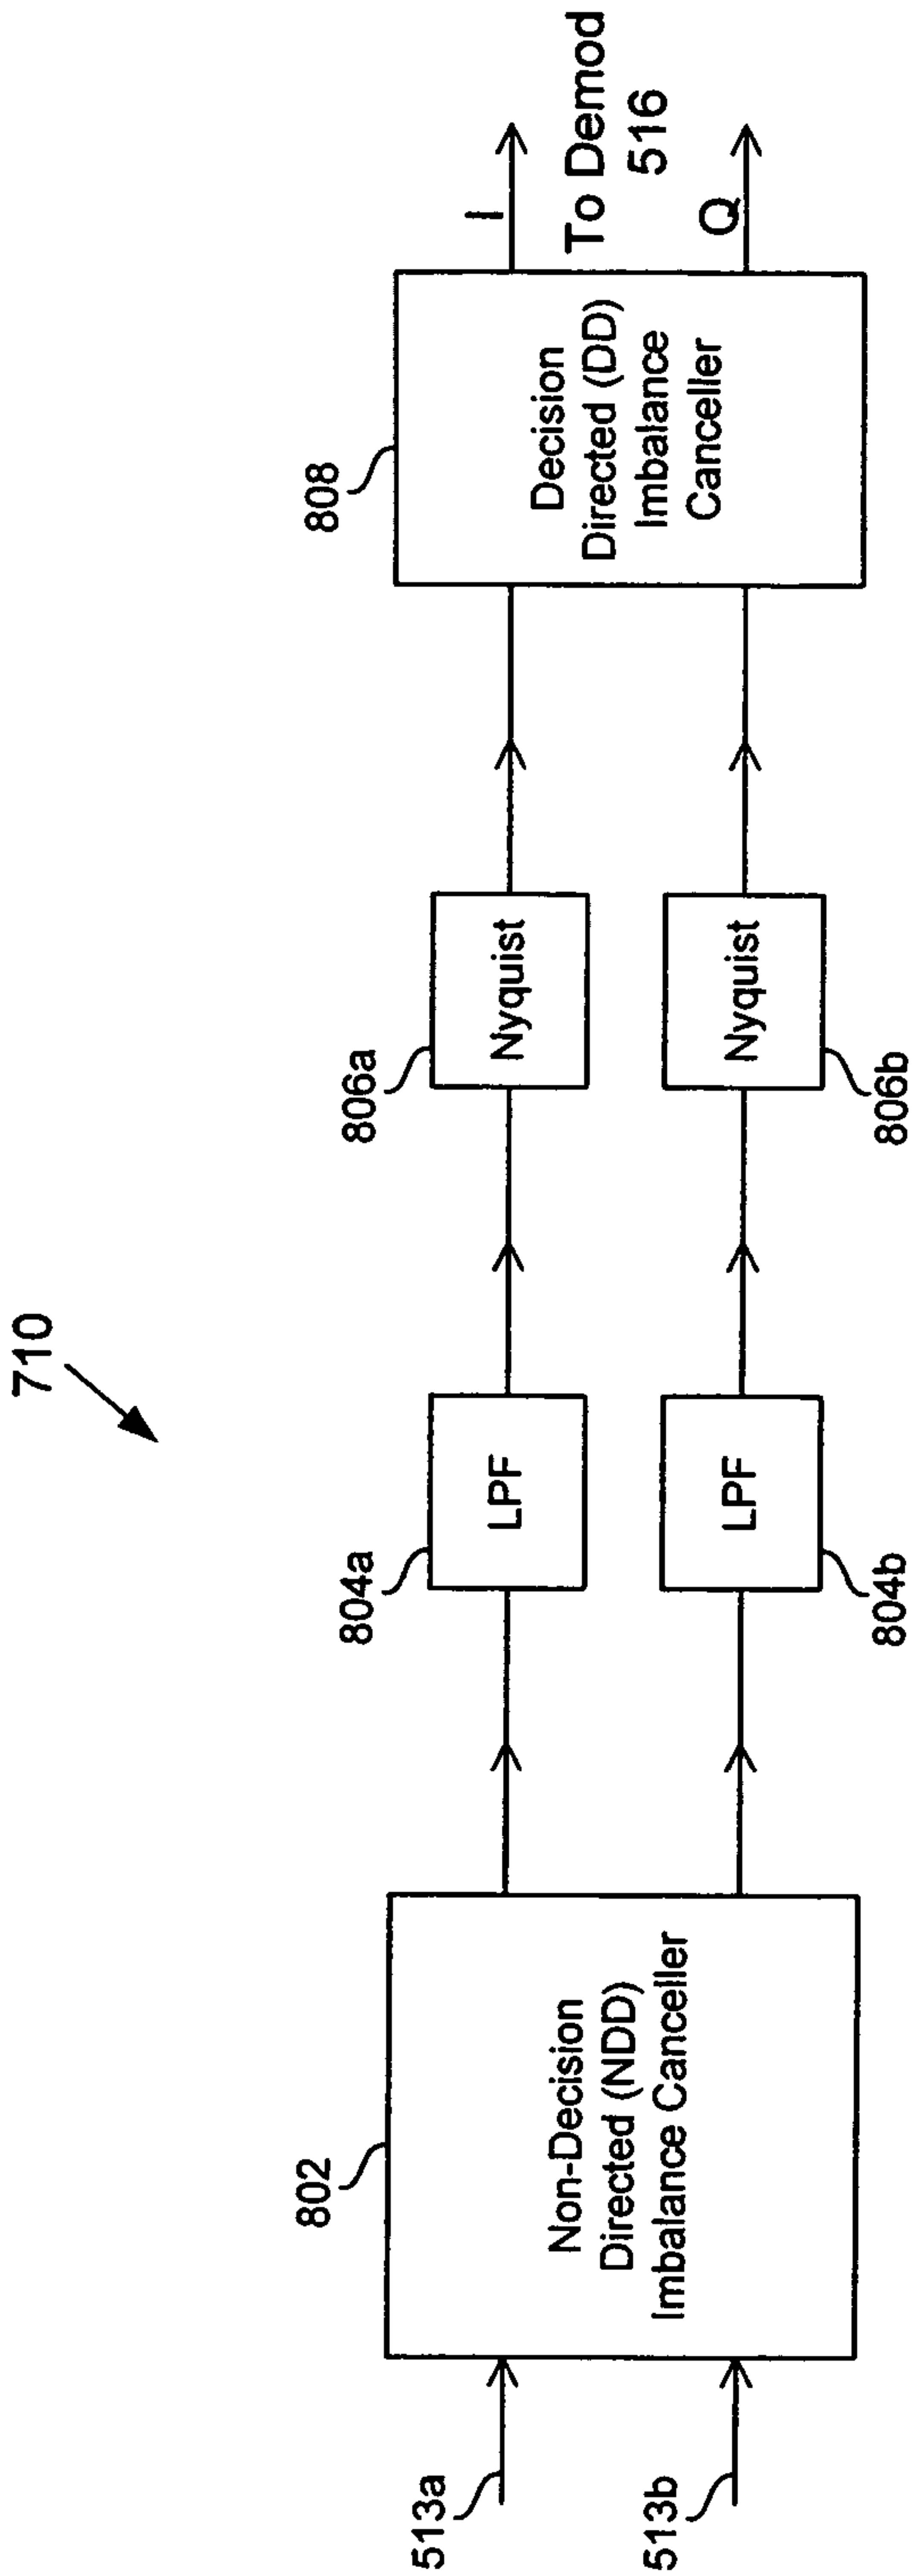 710
513a
513b
802
Non-Decision
Directed (NDD)
Imbalance Canceller
804a
LPF
LPF
804b
806a
Nyquist
Nyquist
806b
808
Decision
Directed (DD)
Imbalance
Canceller
I
To Demod
516
Q